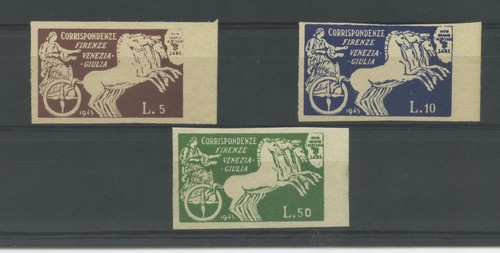 CORRISPONDENZE
FIRENZE
VENEZIA-
GIULIA
1945
L.5
CORRISPONDENZE
FIRENZE
VENEZIA-
GIULIA
1945
L.10
CORRISPONDENZE
FIRENZE
VENEZIA-
GIULIA
1945
L.50